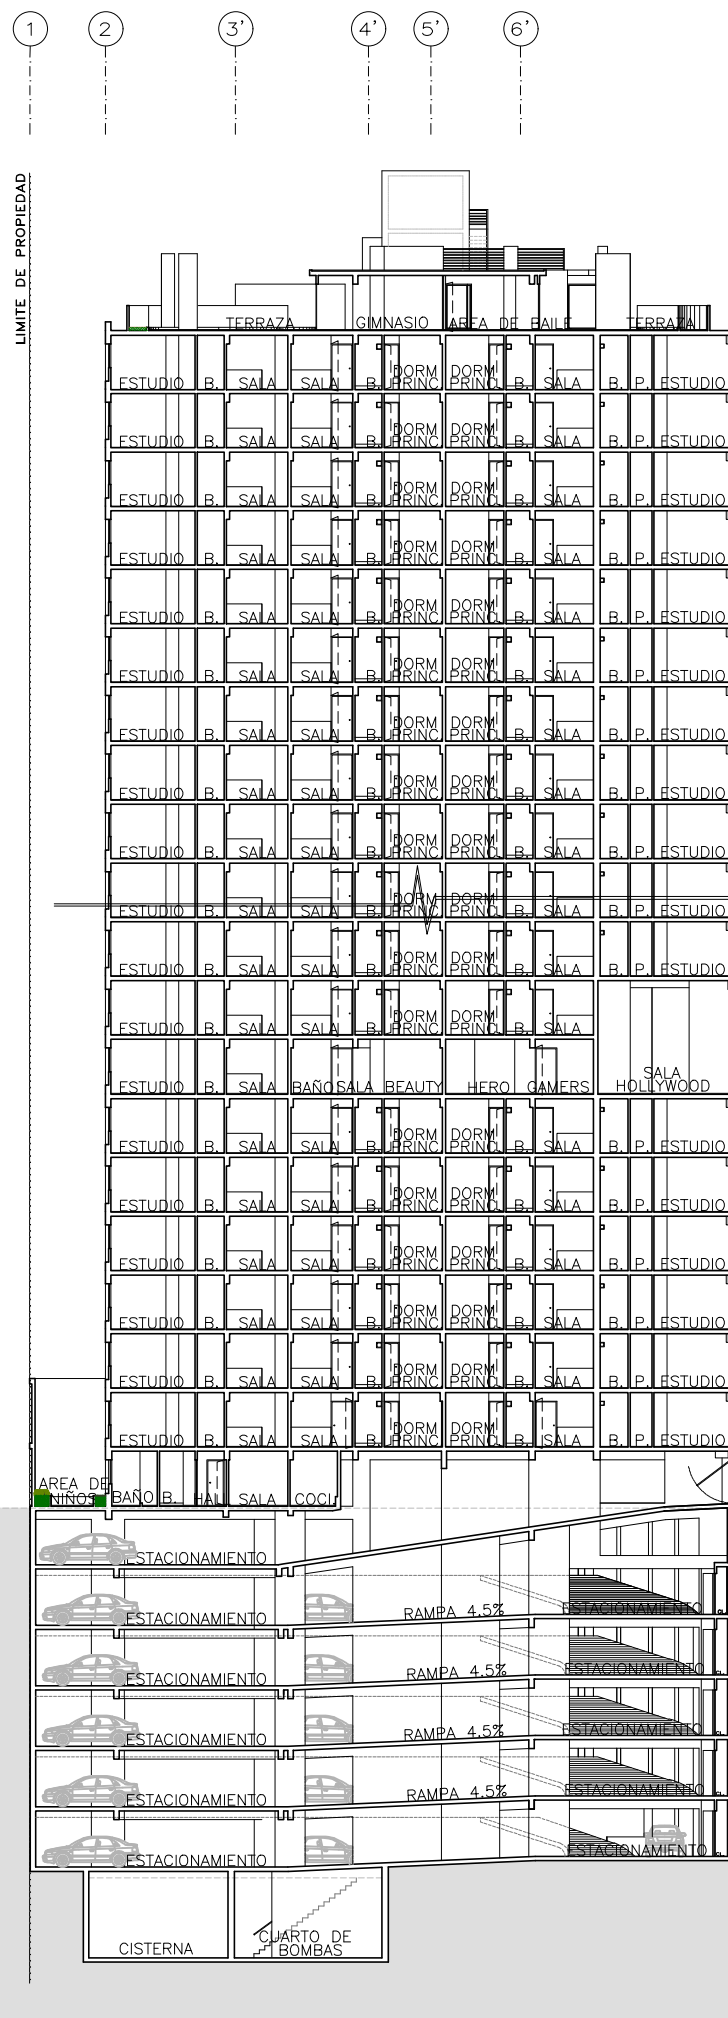 1 2 3' 4' 5' 6'
LIMITE DE PROPIEDAD
TERRAZA GIMNASIO AREA DE BAILE TERRAZA
DORM DORM
ESTUDIO B. SALA SALA B. PRINC. PRINC. B. SALA B. P. ESTUDIO
DORM DORM
ESTUDIO B. SALA SALA B. PRINC. PRINC. B. SALA B. P. ESTUDIO
DORM DORM
ESTUDIO B. SALA SALA B. PRINC. PRINC. B. SALA B. P. ESTUDIO
DORM DORM
ESTUDIO B. SALA SALA B. PRINC. PRINC. B. SALA B. P. ESTUDIO
DORM DORM
ESTUDIO B. SALA SALA B. PRINC. PRINC. B. SALA B. P. ESTUDIO
DORM DORM
ESTUDIO B. SALA SALA B. PRINC. PRINC. B. SALA B. P. ESTUDIO
DORM DORM
ESTUDIO B. SALA SALA B. PRINC. PRINC. B. SALA B. P. ESTUDIO
DORM DORM
ESTUDIO B. SALA SALA B. PRINC. PRINC. B. SALA B. P. ESTUDIO
DORM DORM
ESTUDIO B. SALA SALA B. PRINC. PRINC. B. SALA B. P. ESTUDIO
DORM DORM
ESTUDIO B. SALA SALA B. PRINC. PRINC. B. SALA B. P. ESTUDIO
DORM DORM
ESTUDIO B. SALA SALA B. PRINC. PRINC. B. SALA B. P. ESTUDIO
DORM DORM
ESTUDIO B. SALA SALA B. PRINC. PRINC. B. SALA
SALA
ESTUDIO B. SALA BAÑO SALA BEAUTY HERO GAMERS HOLLYWOOD
DORM DORM
ESTUDIO B. SALA SALA B. PRINC. PRINC. B. SALA B. P. ESTUDIO
DORM DORM
ESTUDIO B. SALA SALA B. PRINC. PRINC. B. SALA B. P. ESTUDIO
DORM DORM
ESTUDIO B. SALA SALA B. PRINC. PRINC. B. SALA B. P. ESTUDIO
DORM DORM
ESTUDIO B. SALA SALA B. PRINC. PRINC. B. SALA B. P. ESTUDIO
DORM DORM
ESTUDIO B. SALA SALA B. PRINC. PRINC. B. SALA B. P. ESTUDIO
DORM DORM
ESTUDIO B. SALA SALA B. PRINC. PRINC. B. SALA B. P. ESTUDIO
AREA DE
NIÑOS BAÑO B. HALL SALA COCI.
ESTACIONAMIENTO
ESTACIONAMIENTO RAMPA 4.5% ESTACIONAMIENTO
ESTACIONAMIENTO RAMPA 4.5% ESTACIONAMIENTO
ESTACIONAMIENTO RAMPA 4.5% ESTACIONAMIENTO
ESTACIONAMIENTO RAMPA 4.5% ESTACIONAMIENTO
ESTACIONAMIENTO ESTACIONAMIENTO
CISTERNA CUARTO DE
BOMBAS